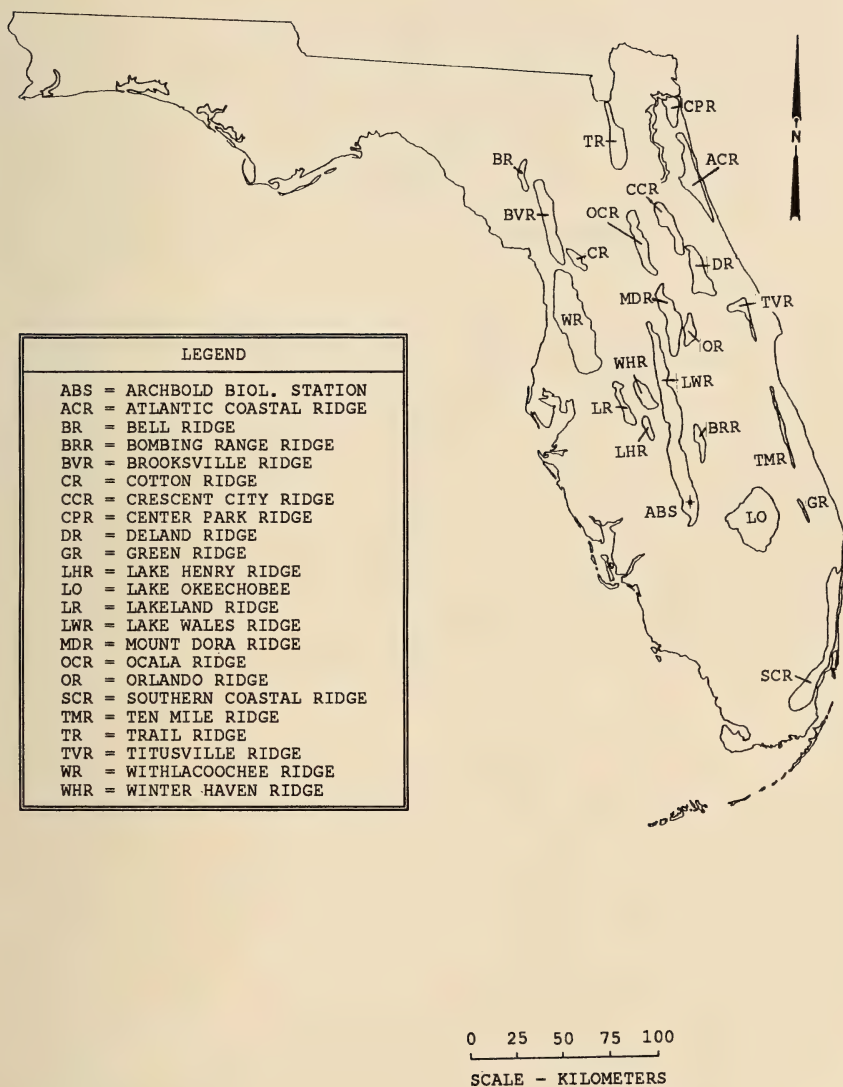 CPR
N
TR
ACR
BR
CCR
BVR
OCR
CR
DR
MDR
TVR
WR
OR
WHR
LWR
LR
BRR
LHR
TMR
ABS
LO
GR
SCR
LEGEND
ABS = ARCHBOLD BIOL. STATION
ACR = ATLANTIC COASTAL RIDGE
BR = BELL RIDGE
BRR = BOMBING RANGE RIDGE
BVR = BROOKSVILLE RIDGE
CR = COTTON RIDGE
CCR = CRESCENT CITY RIDGE
CPR = CENTER PARK RIDGE
DR = DELAND RIDGE
GR = GREEN RIDGE
LHR = LAKE HENRY RIDGE
LO = LAKE OKEECHOBEE
LR = LAKELAND RIDGE
LWR = LAKE WALES RIDGE
MDR = MOUNT DORA RIDGE
OCR = OCALA RIDGE
OR = ORLANDO RIDGE
SCR = SOUTHERN COASTAL RIDGE
TMR = TEN MILE RIDGE
TR = TRAIL RIDGE
TVR = TITUSVILLE RIDGE
WR = WITHLACOOCHEE RIDGE
WHR = WINTER HAVEN RIDGE
0 25 50 75 100
SCALE - KILOMETERS